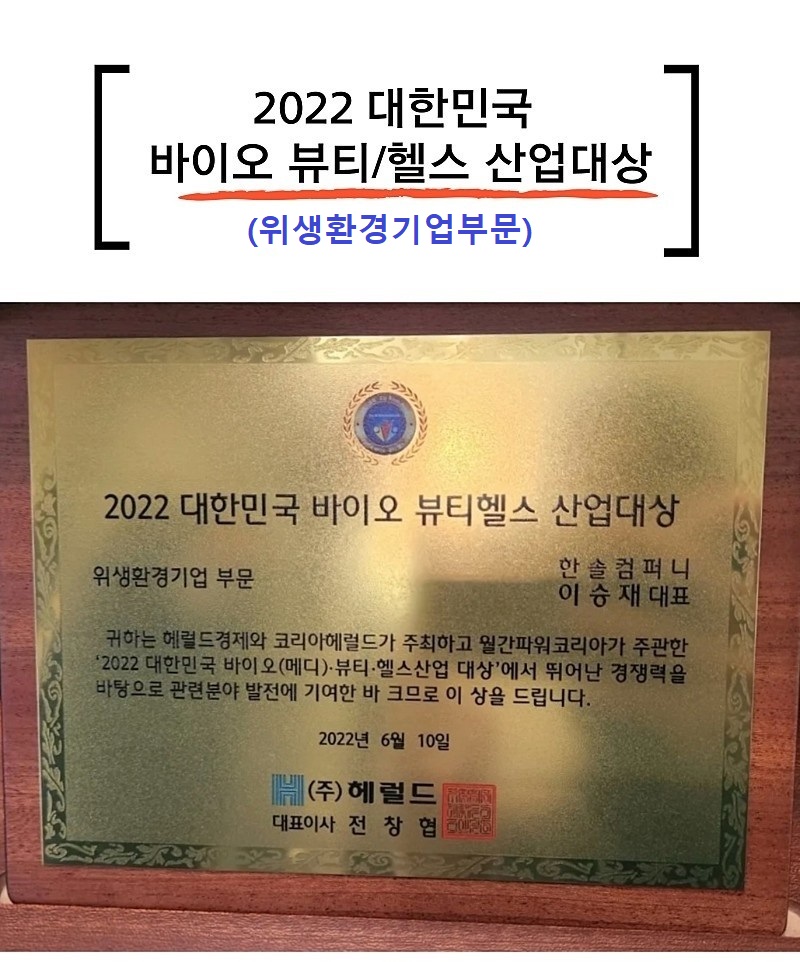 2022 대한민국
바이오 뷰티/헬스 산업대상
(위생환경기업부문)
2022 대한민국 바이오 뷰티헬스 산업대상
위생환경기업 부문
한솔컴퍼니
이승재 대표
귀하는 헤럴드경제와 코리아헤럴드가 주최하고 월간파워코리아가 주관한
'2022 대한민국 바이오(메디)·뷰티·헬스산업 대상'에서 뛰어난 경쟁력을
바탕으로 관련분야 발전에 기여한 바 크므로 이 상을 드립니다.
2022년 6월 10일
(주)헤럴드
대표이사 전창협